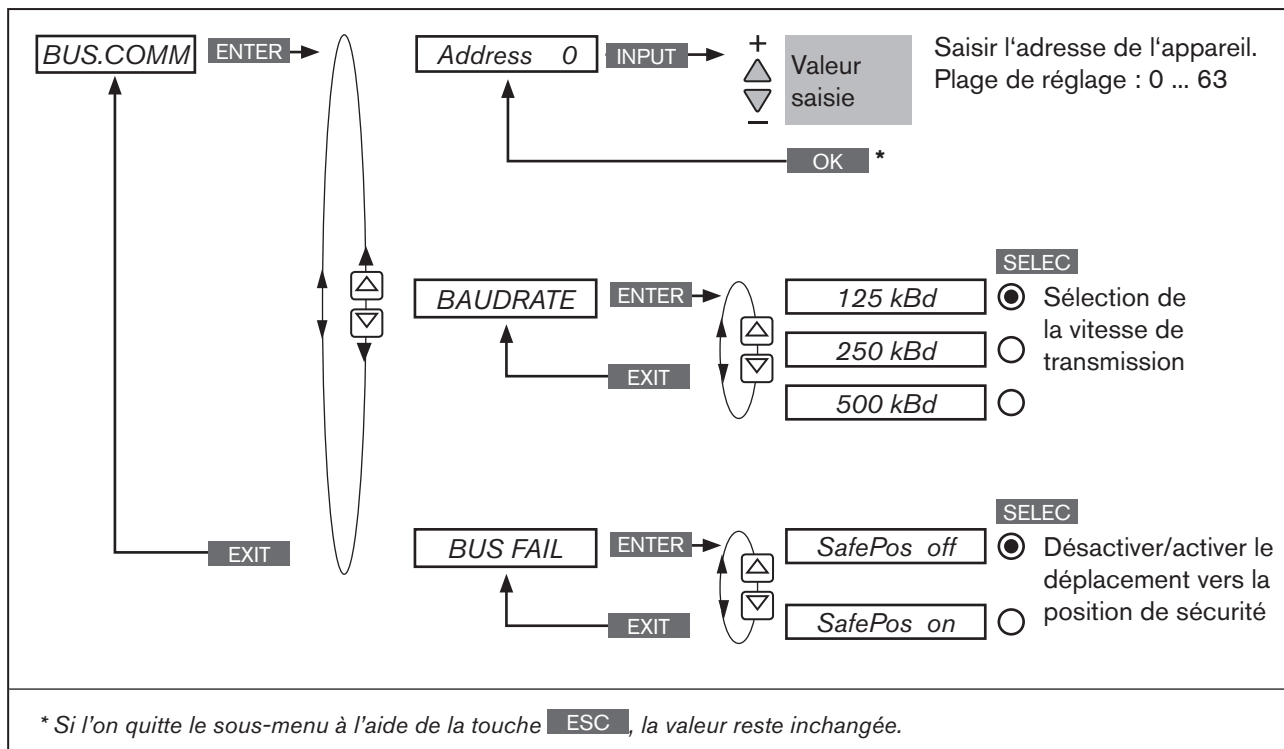 BUS.COMM ENTER
Address 0 INPUT
+
–
Valeur
saisie
Saisir l‘adresse de l‘appareil.
Plage de réglage : 0 ... 63
OK *
BAUDRATE ENTER
EXIT
SELEC
125 kBd
250 kBd
500 kBd
Sélection de
la vitesse de
transmission
EXIT
BUS FAIL ENTER
EXIT
SELEC
SafePos off
SafePos on
Désactiver/activer le
déplacement vers la
position de sécurité
* Si l’on quitte le sous-menu à l’aide de la touche ESC , la valeur reste inchangée.